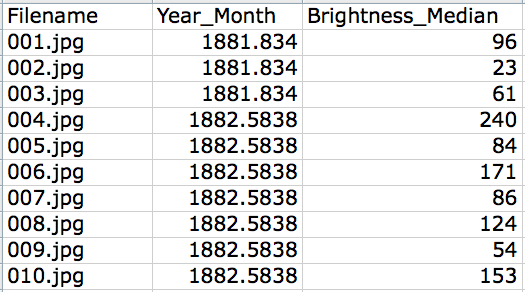 Filename Year_Month Brightness_Median
001.jpg 1881.834 96
002.jpg 1881.834 23
003.jpg 1881.834 61
004.jpg 1882.5838 240
005.jpg 1882.5838 84
006.jpg 1882.5838 171
007.jpg 1882.5838 86
008.jpg 1882.5838 124
009.jpg 1882.5838 54
010.jpg 1882.5838 153